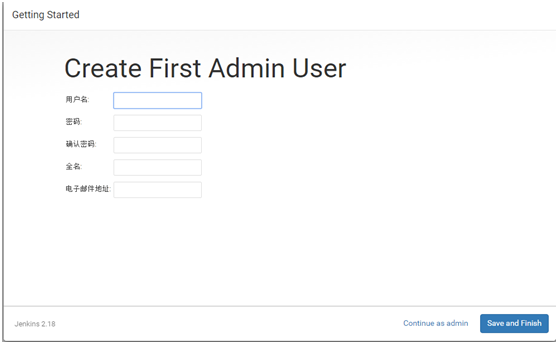 Getting Started
Create First Admin User
用户名:
密码:
确认密码:
全名:
电子邮件地址:
Jenkins 2.18
Continue as admin
Save and Finish